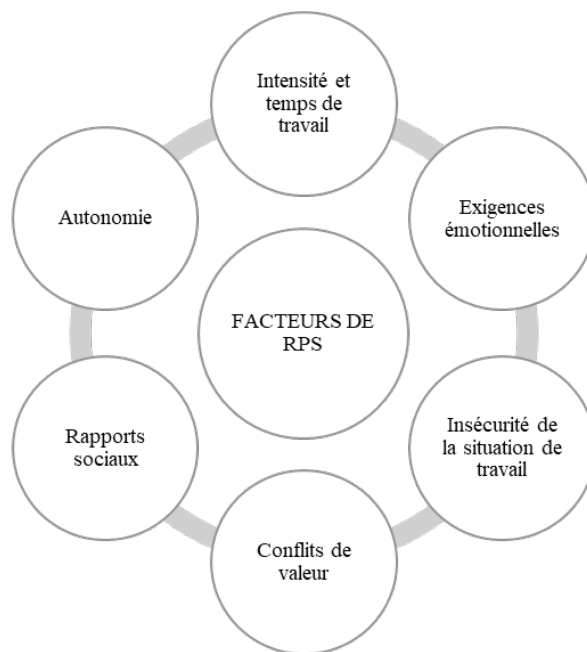 Intensité et
temps de
travail
Exigences
émotionnelles
Insécurité de
la situation de
travail
Conflits de
valeur
Rapports
sociaux
Autonomie
FACTEURS DE
RPS